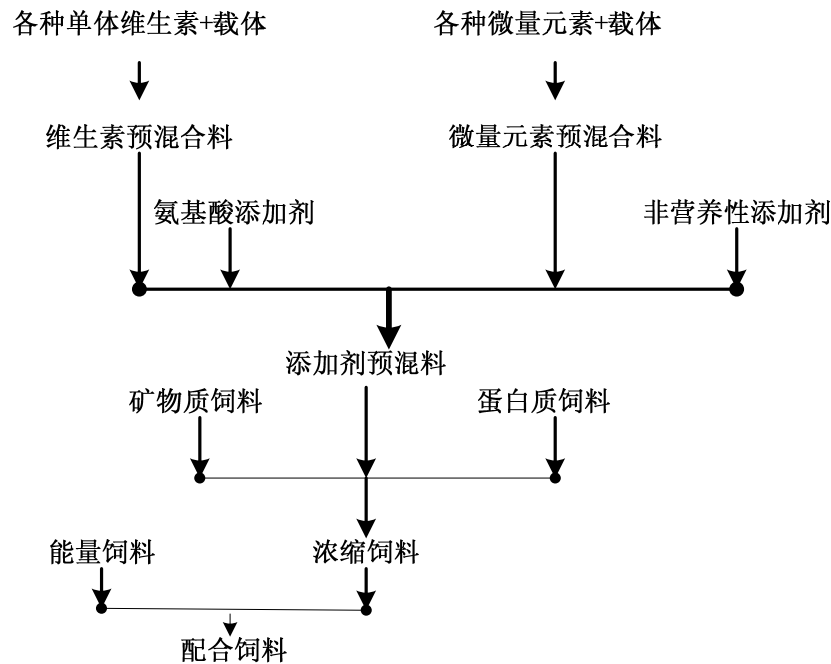 各种单体维生素+载体
各种微量元素+载体
维生素预混合料
微量元素预混合料
氨基酸添加剂
非营养性添加剂
添加剂预混料
矿物质饲料
蛋白质饲料
能量饲料
浓缩饲料
配合饲料